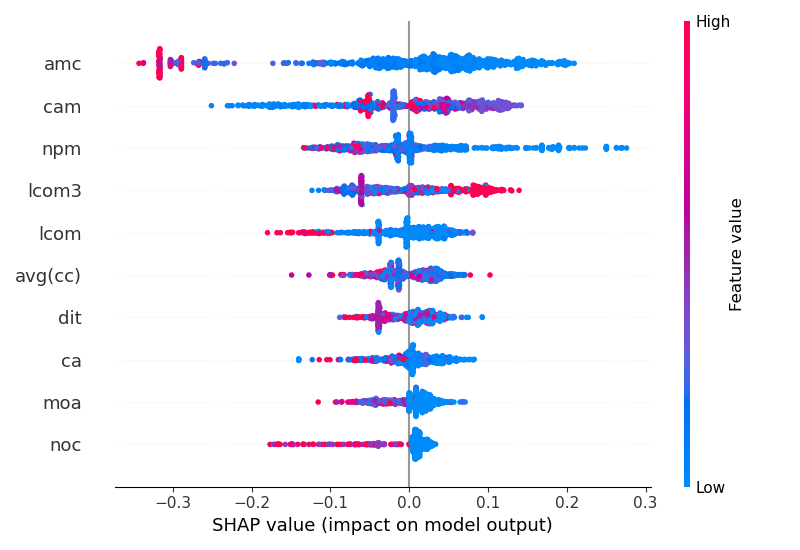 High
amc
cam
npm
lcom3
lcom
avg(cc)
dit
ca
moa
noc
Feature value
Low
−0.3 −0.2 −0.1 0.0 0.1 0.2 0.3
SHAP value (impact on model output)